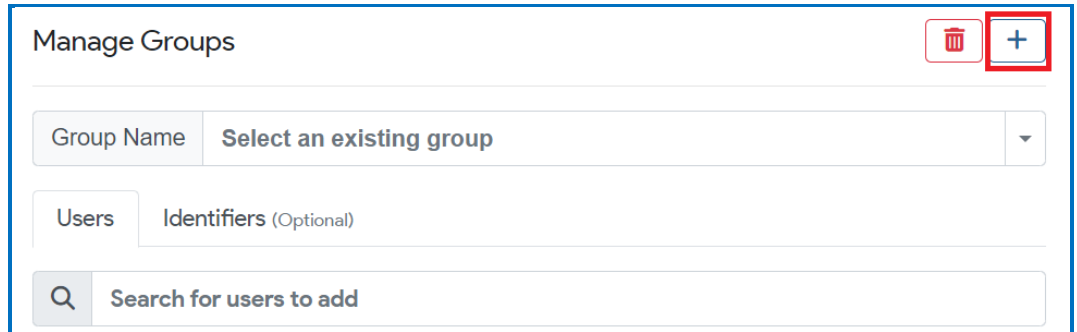 Manage Groups
Group Name Select an existing group
Users Identifiers (Optional)
Search for users to add